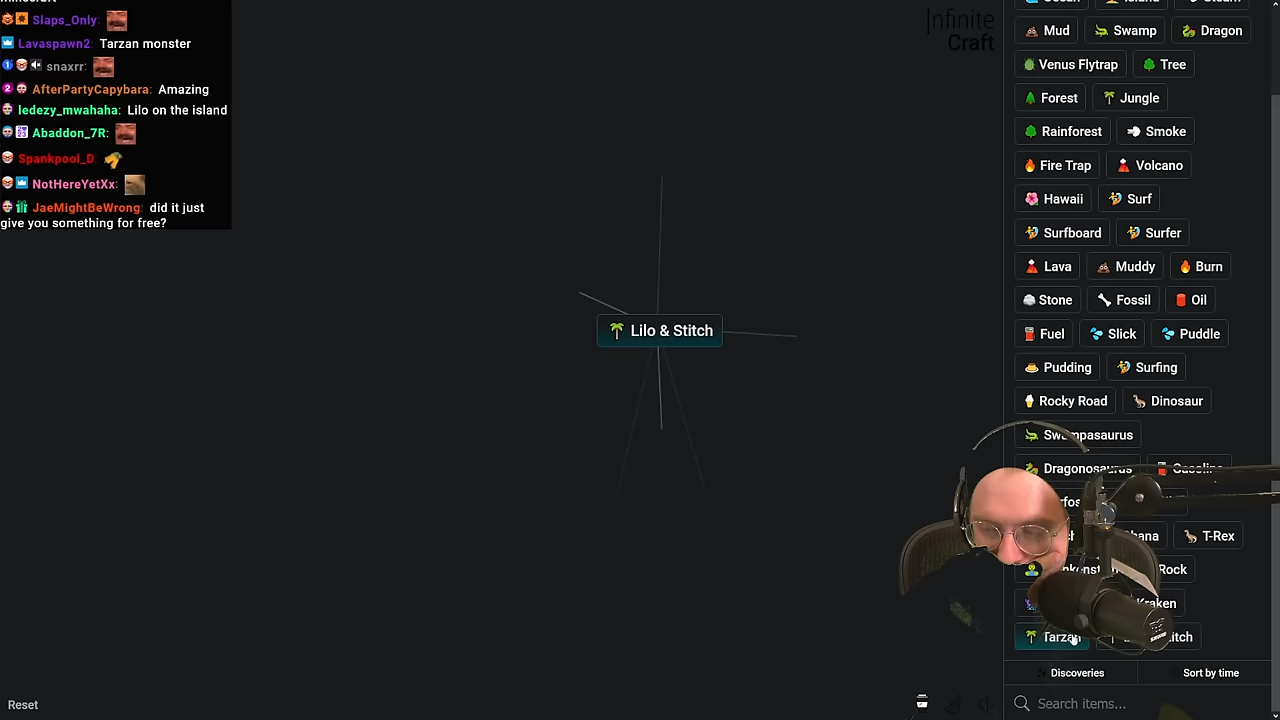 Slaps_Only:
Lavaspawn2: Tarzan monster
snaxrr:
AfterPartyCapybara: Amazing
ledezy_mwahaha: Lilo on the island
Abaddon_7R:
Spankpool_D
NotHereYetXx:
JaeMightBeWrong: did it just
give you something for free?
Infinite
Craft
Lilo & Stitch
Mud Swamp Dragon
Venus Flytrap Tree
Forest Jungle
Rainforest Smoke
Fire Trap Volcano
Hawaii Surf
Surfboard Surfer
Lava Muddy Burn
Stone Fossil Oil
Fuel Slick Puddle
Pudding Surfing
Rocky Road Dinosaur
Swampasaurus
Dragonosaurus Gasoline
T-Rex
Rock
Kraken
Tarzan
Discoveries Sort by time
Search items...
Reset